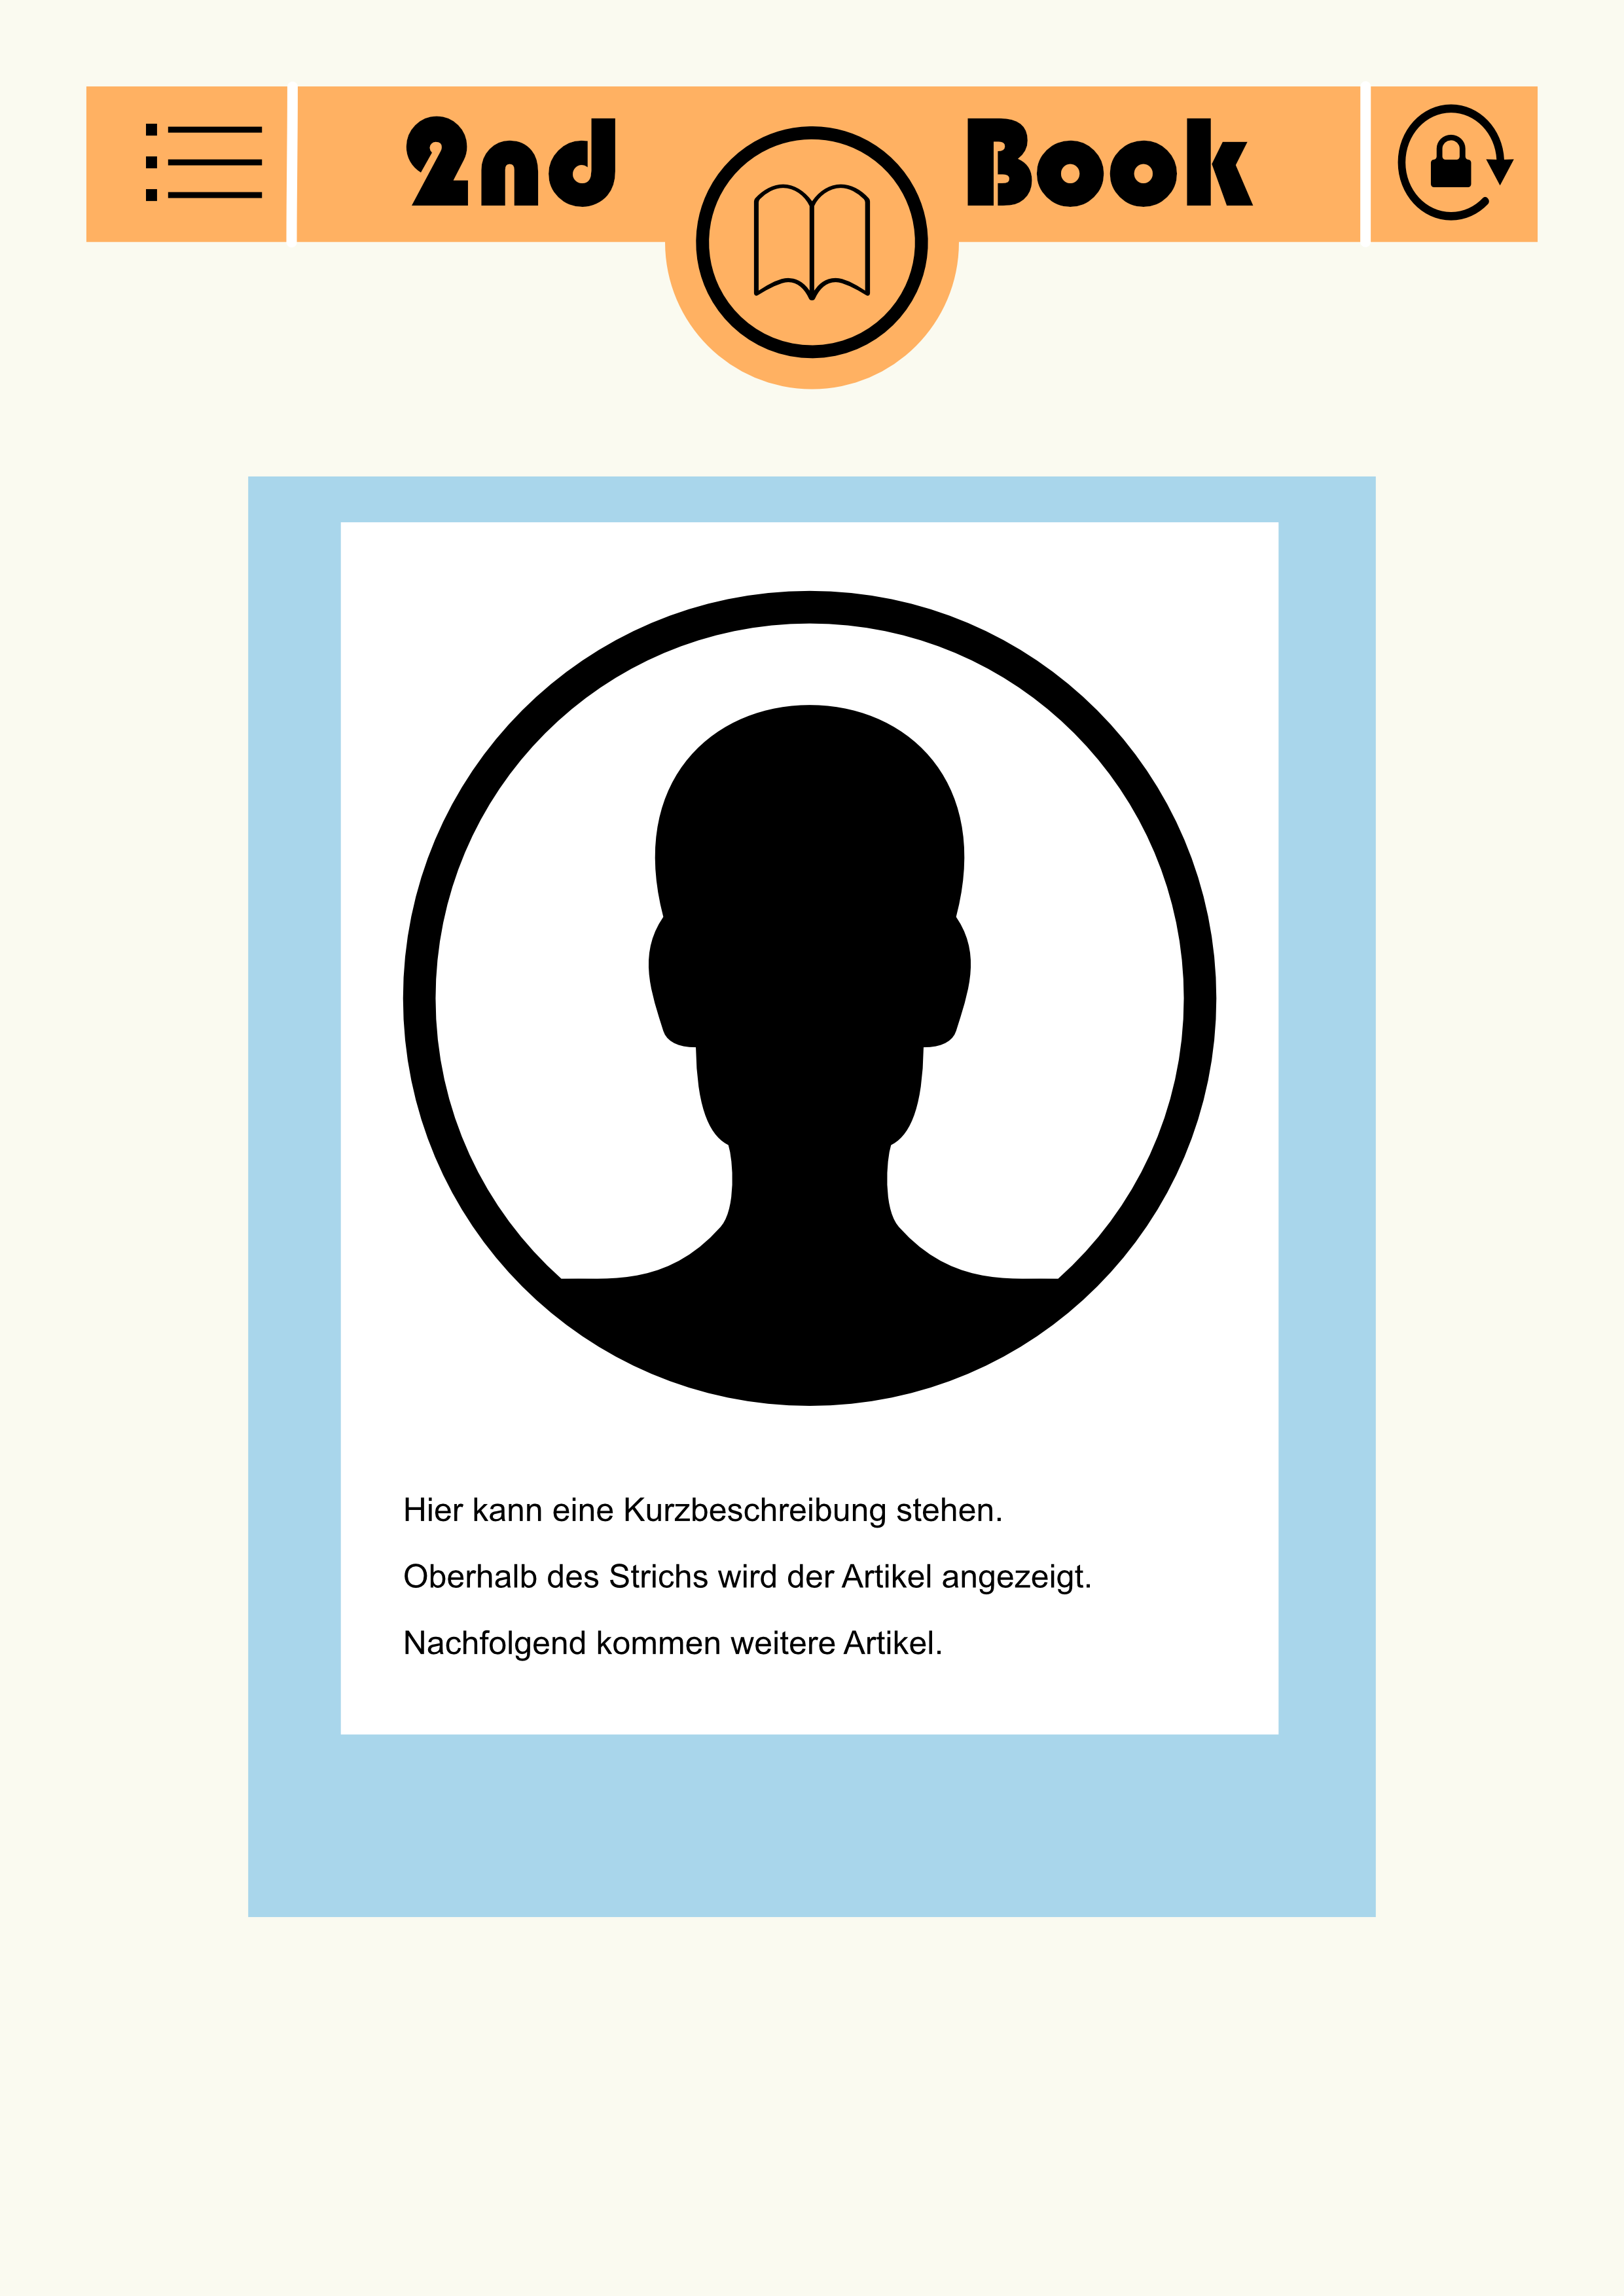 2nd Book
Hier kann eine Kurzbeschreibung stehen.
Oberhalb des Strichs wird der Artikel angezeigt.
Nachfolgend kommen weitere Artikel.